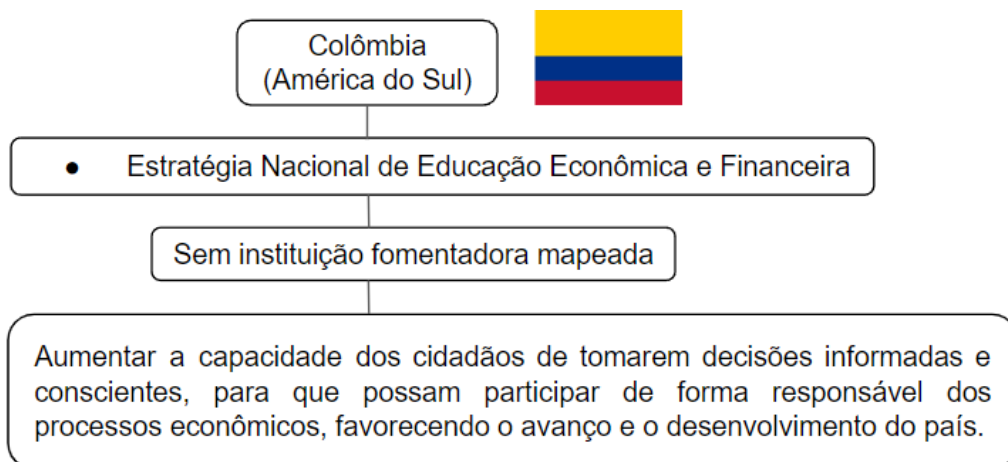 Colômbia
(América do Sul)
● Estratégia Nacional de Educação Econômica e Financeira
Sem instituição fomentadora mapeada
Aumentar a capacidade dos cidadãos de tomarem decisões informadas e
conscientes, para que possam participar de forma responsável dos
processos econômicos, favorecendo o avanço e o desenvolvimento do país.